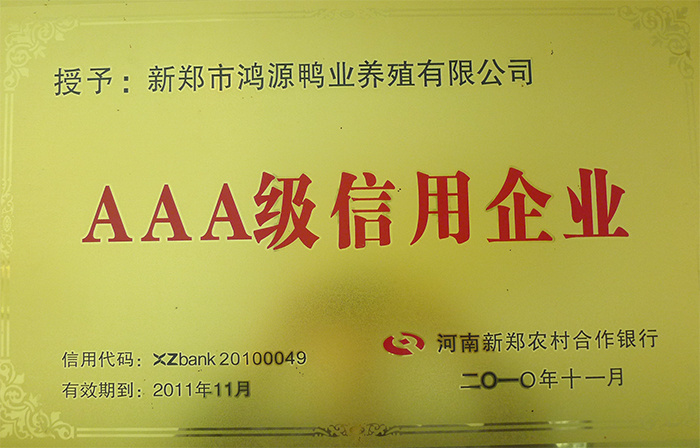 授予：新郑市鸿源鸭业养殖有限公司
AAA级信用企业
信用代码：XZbank 20100049
有效期到：2011年11月
河南新郑农村合作银行
二〇一〇年十一月